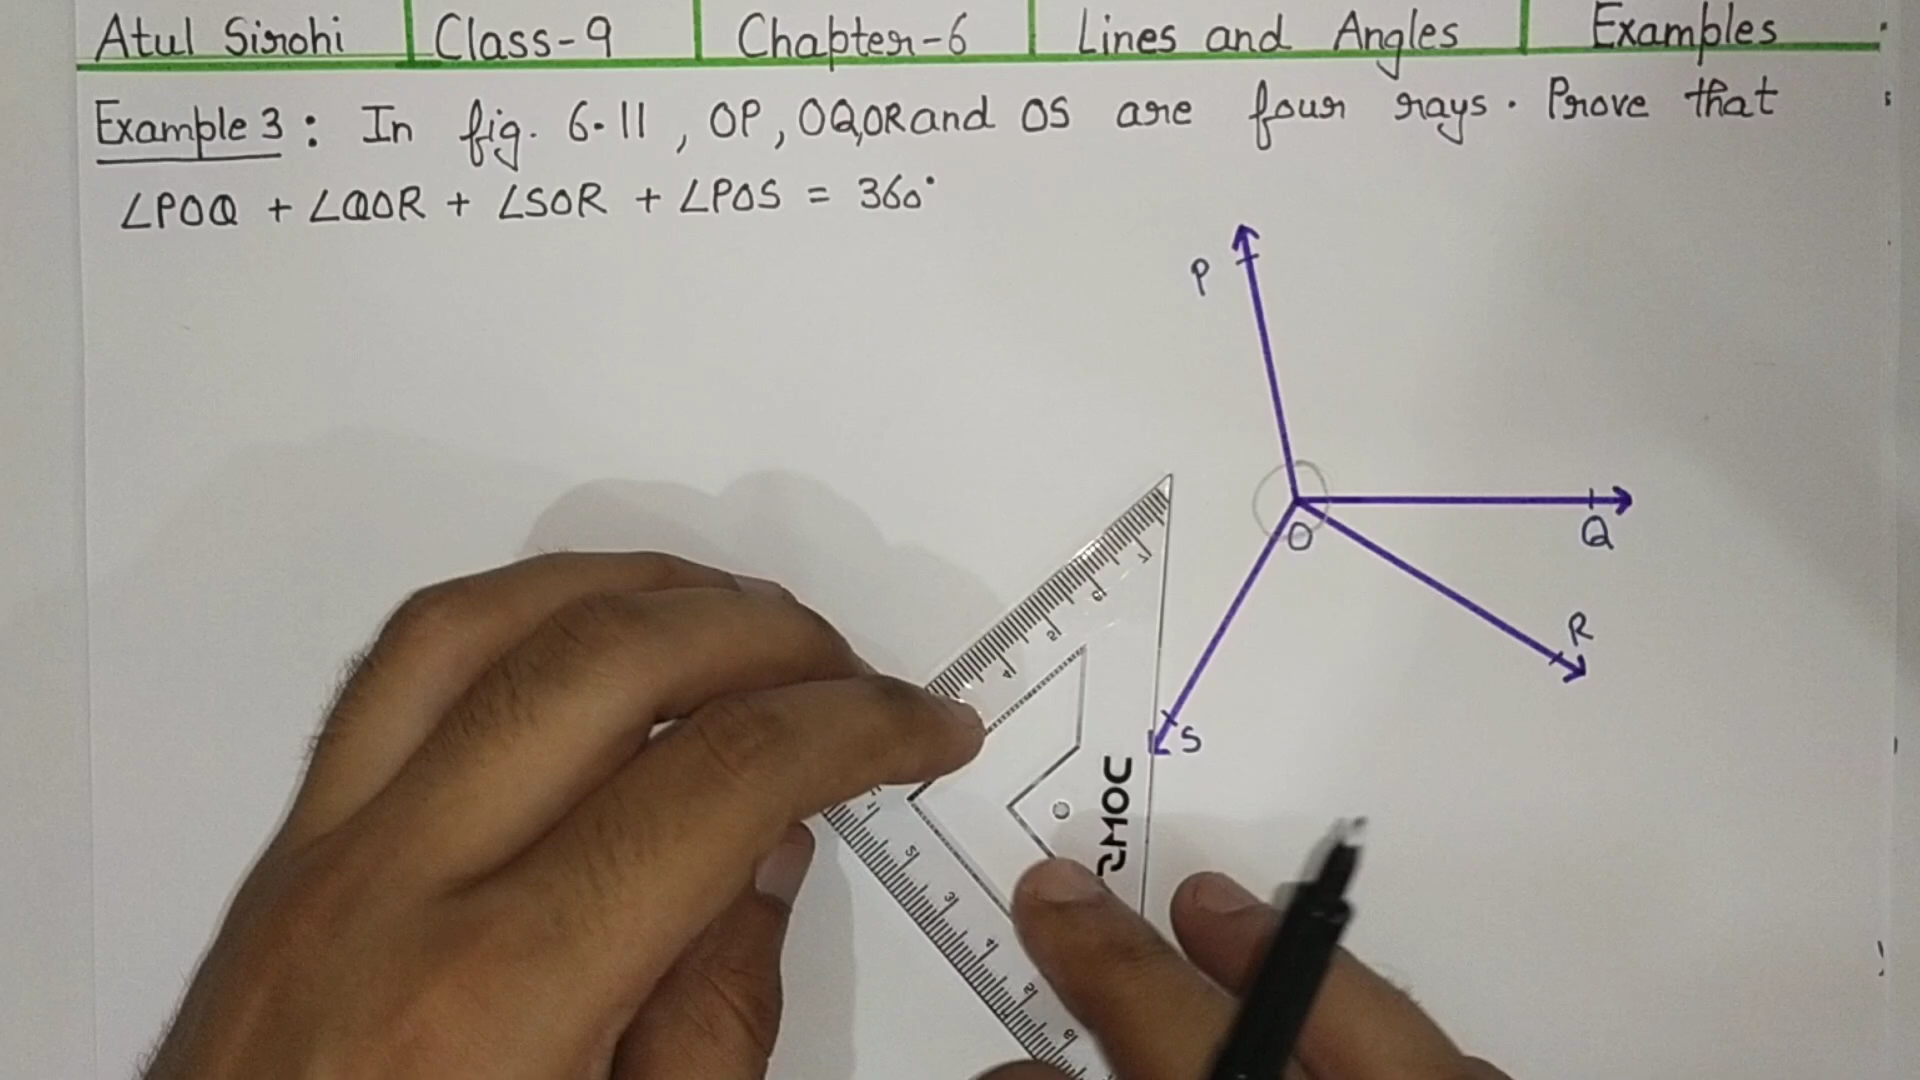 Atul Sirohi Class-9 Chapter-6 Lines and Angles Examples
Example 3 : In fig. 6.11, OP, OQ, OR and OS are four rays. Prove that
∠POQ + ∠QOR + ∠SOR + ∠POS = 360°
P
O
Q
R
S
DOMS